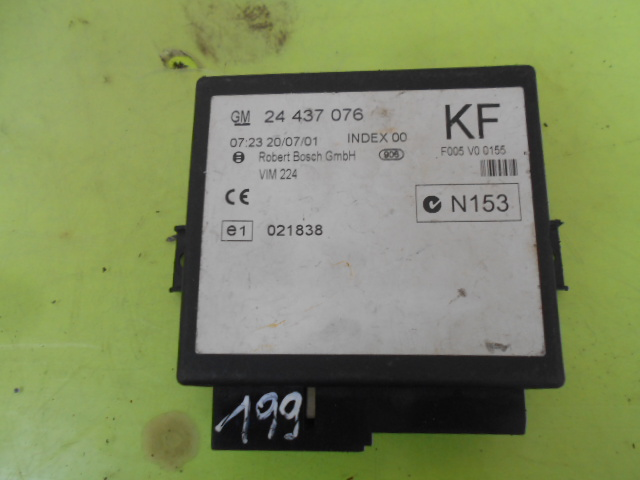 GM 24 437 076
KF
07:23 20/07/01 INDEX 00
F005 V0 0155
Robert Bosch GmbH 906
VIM 224
CE
N153
e1 021838
199